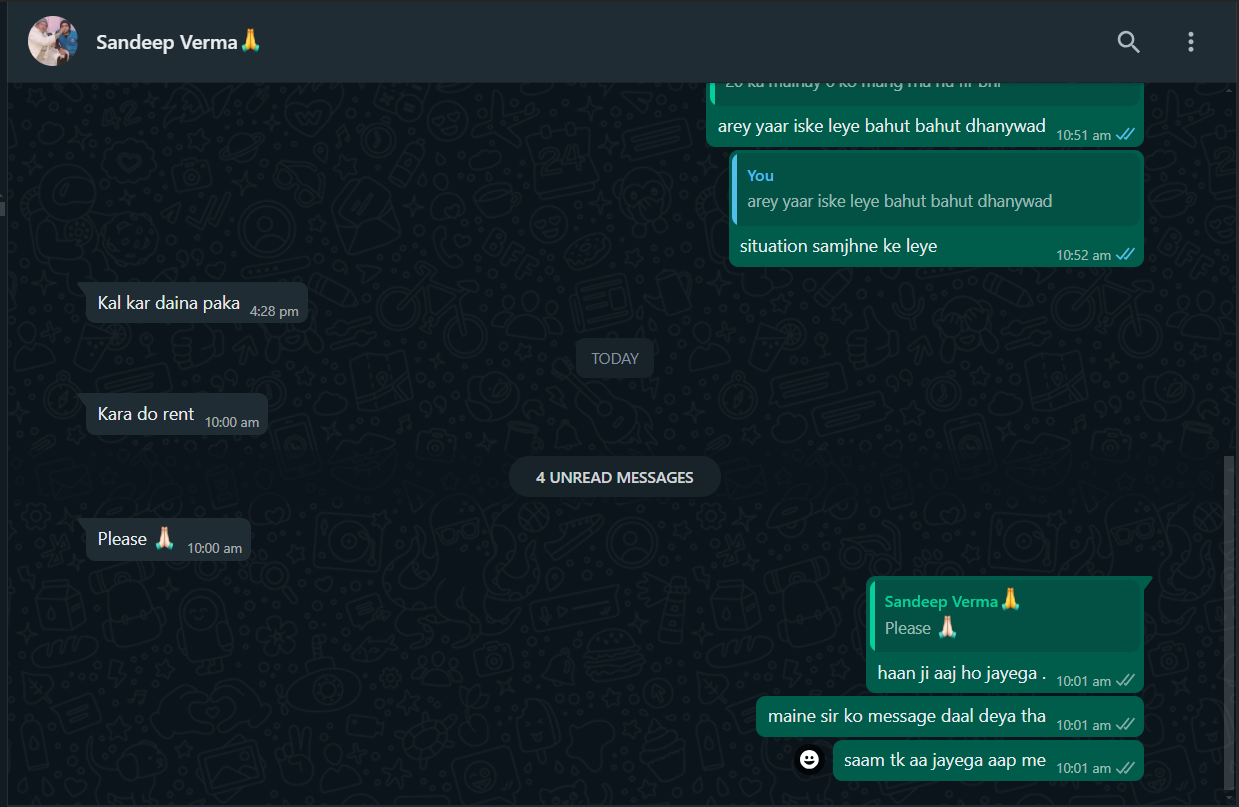 Sandeep Verma🙏
arey yaar iske leye bahut bahut dhanywad
10:51 am
You
arey yaar iske leye bahut bahut dhanywad
situation samjhne ke leye
10:52 am
Kal kar daina paka
4:28 pm
TODAY
Kara do rent
10:00 am
4 UNREAD MESSAGES
Please 🙏🏻
10:00 am
Sandeep Verma🙏
Please 🙏🏻
haan ji aaj ho jayega .
10:01 am
maine sir ko message daal deya tha
10:01 am
saam tk aa jayega aap me
10:01 am